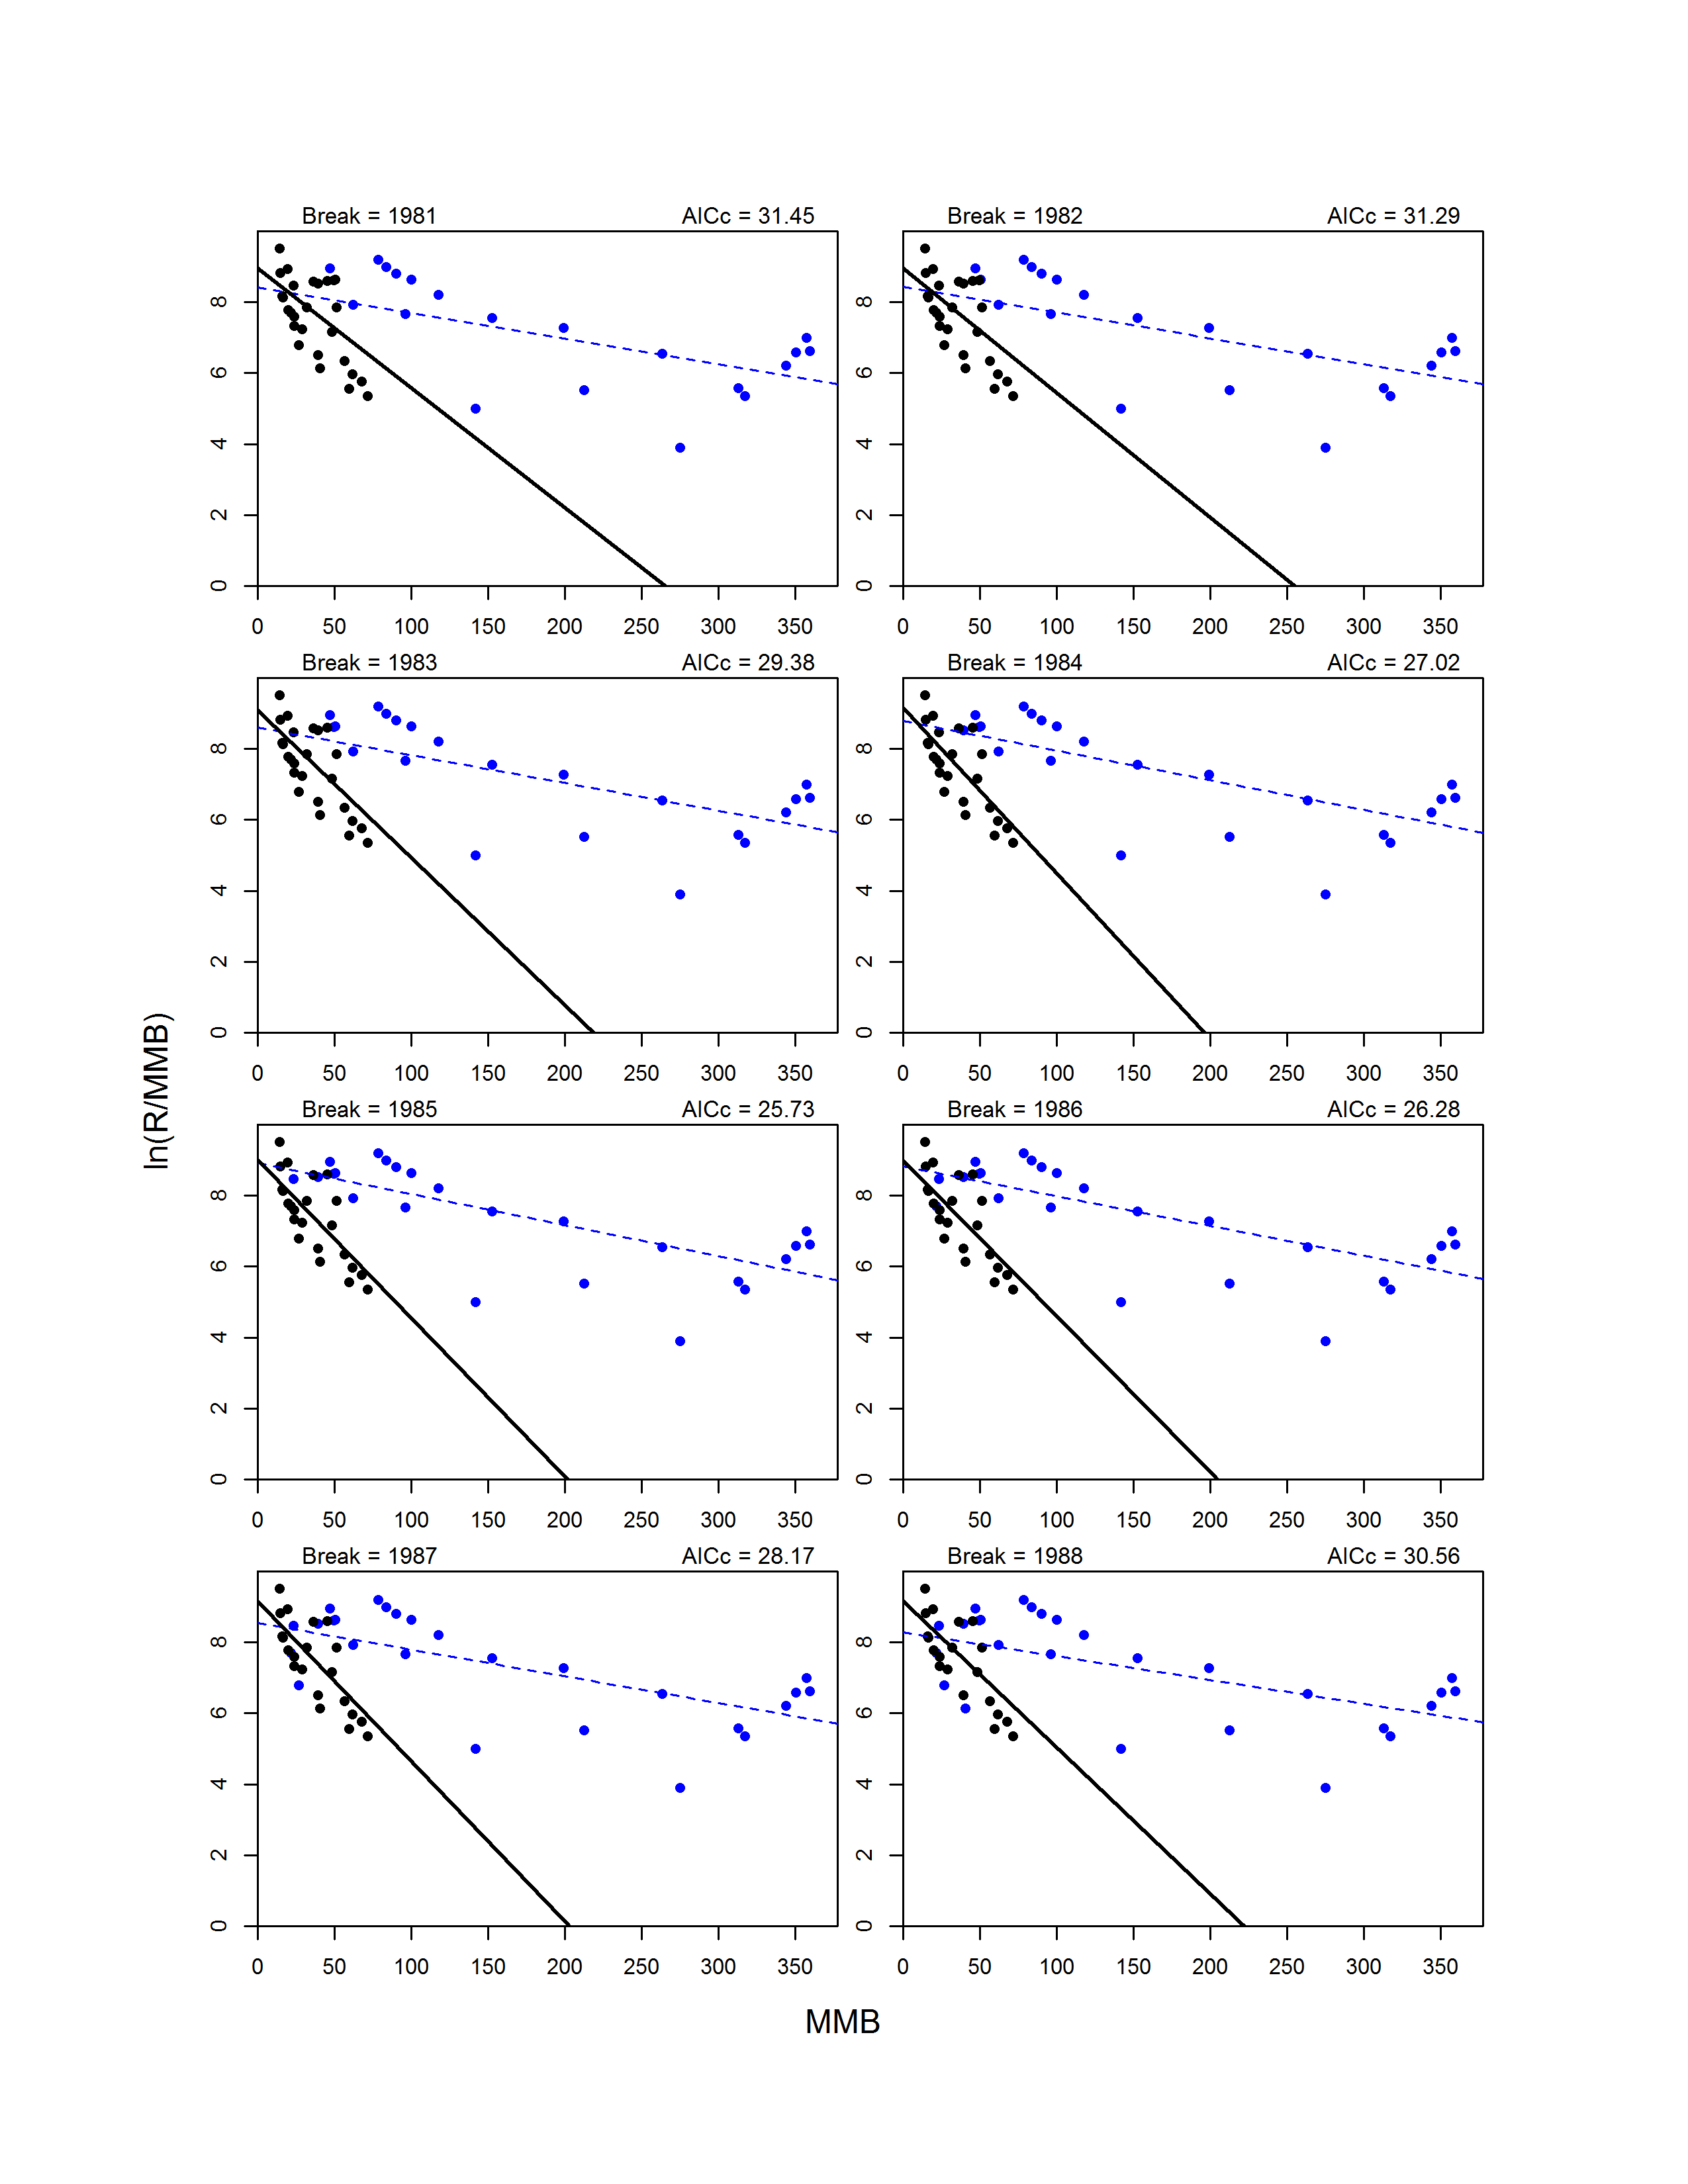 Break = 1981 AICc = 31.45
8
6
4
2
0
0 50 100 150 200 250 300 350
Break = 1982 AICc = 31.29
8
6
4
2
0
0 50 100 150 200 250 300 350
Break = 1983 AICc = 29.38
8
6
4
2
0
0 50 100 150 200 250 300 350
Break = 1984 AICc = 27.02
8
6
4
2
0
0 50 100 150 200 250 300 350
ln(R/MMB)
Break = 1985 AICc = 25.73
8
6
4
2
0
0 50 100 150 200 250 300 350
Break = 1986 AICc = 26.28
8
6
4
2
0
0 50 100 150 200 250 300 350
Break = 1987 AICc = 28.17
8
6
4
2
0
0 50 100 150 200 250 300 350
Break = 1988 AICc = 30.56
8
6
4
2
0
0 50 100 150 200 250 300 350
MMB